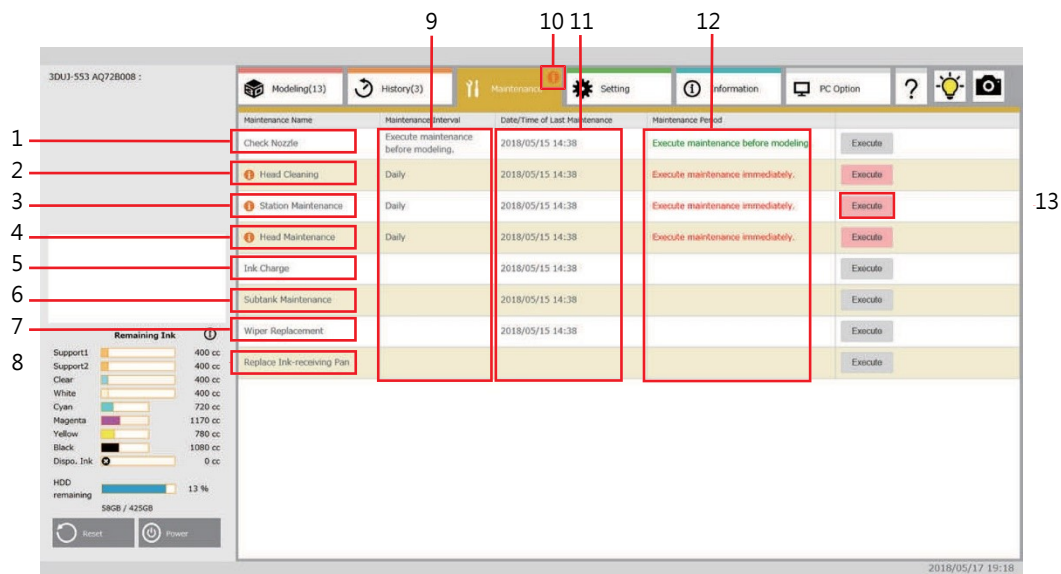 9 10 11 12
3DUJ-553 AQ72B008 :
Modeling(13) History(3) Maintenance Setting Information PC Option ?
Maintenance Name Maintenance Interval Date/Time of Last Maintenance Maintenance Period
1 Check Nozzle Execute maintenance before modeling. 2018/05/15 14:38 Execute maintenance before modeling Execute
2 Head Cleaning Daily 2018/05/15 14:38 Execute maintenance immediately. Execute
3 Station Maintenance Daily 2018/05/15 14:38 Execute maintenance immediately. Execute 13
4 Head Maintenance Daily 2018/05/15 14:38 Execute maintenance immediately. Execute
5 Ink Charge 2018/05/15 14:38 Execute
6 Subtank Maintenance 2018/05/15 14:38 Execute
7 Wiper Replacement 2018/05/15 14:38 Execute
8 Replace Ink-receiving Pan Execute
Remaining Ink
Support1 400 cc
Support2 400 cc
Clear 400 cc
White 400 cc
Cyan 720 cc
Magenta 1170 cc
Yellow 780 cc
Black 1080 cc
Dispo. Ink 0 cc
HDD
remaining 13 %
58GB / 425GB
Reset Power
2018/05/17 19:18